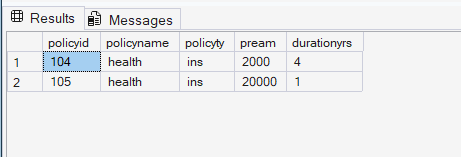 Results Messages
policyid policyname policyty pream durationyrs
1 104 health ins 2000 4
2 105 health ins 20000 1